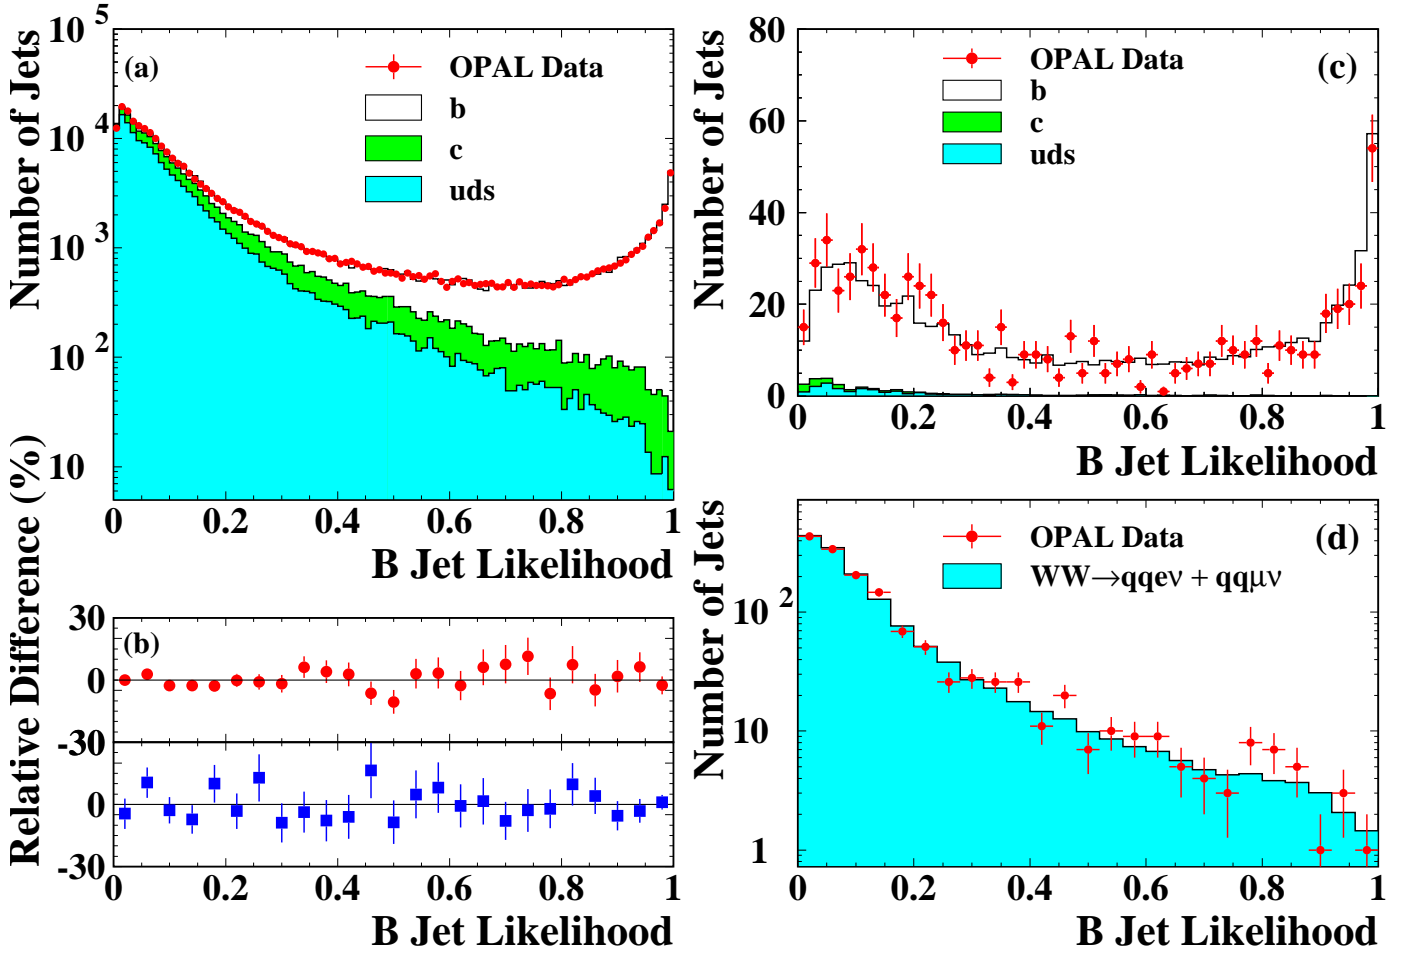 (a)
OPAL Data
b
c
uds
10 5
10 4
10 3
10 2
10
Number of Jets
0 0.2 0.4 0.6 0.8 1
B Jet Likelihood
(b)
30
0
-30
0
-30
Relative Difference (%)
0 0.2 0.4 0.6 0.8 1
B Jet Likelihood
(c)
OPAL Data
b
c
uds
80
60
40
20
0
Number of Jets
0 0.2 0.4 0.6 0.8 1
B Jet Likelihood
(d)
OPAL Data
WW→qqeν + qqμν
10 2
10
1
Number of Jets
0 0.2 0.4 0.6 0.8 1
B Jet Likelihood